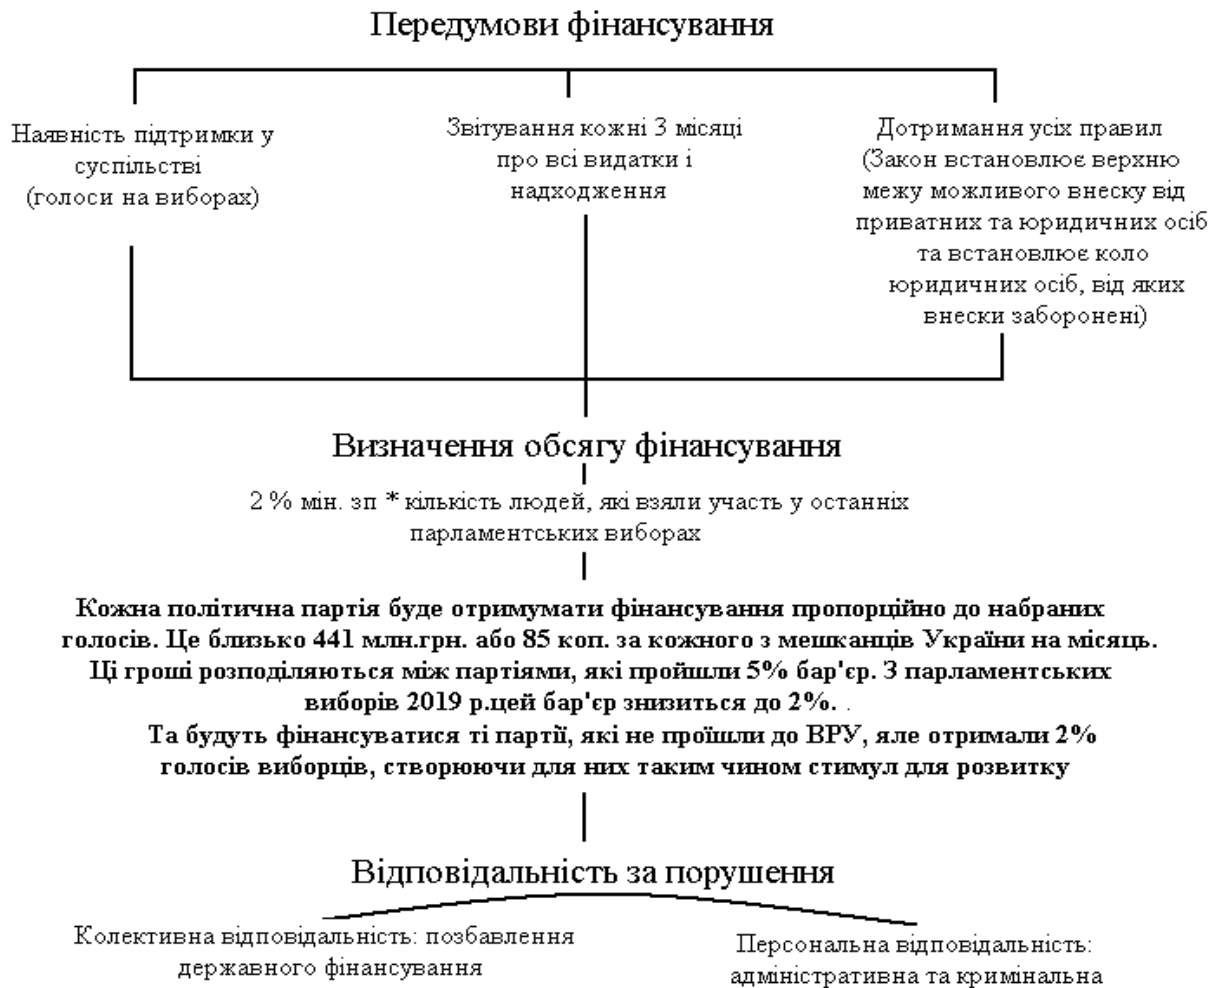 Передумови фінансування
Наявність підтримки у
суспільстві
(голоси на виборах)
Звітування кожні 3 місяці
про всі видатки і
надходження
Дотримання усіх правил
(Закон встановлює верхню
межу можливого внеску від
приватних та юридичних осіб
та встановлює коло
юридичних осіб, від яких
внески заборонені)
Визначення обсягу фінансування
2 % мін. зп * кількість людей, які взяли участь у останніх
парламентських виборах
Кожна політична партія буде отримумати фінансування пропорційно до набраних
голосів. Це близько 441 млн.грн. або 85 коп. за кожного з мешканців України на місяць.
Ці гроші розподіляються між партіями, які пройшли 5% бар'єр. З парламентських
виборів 2019 р.цей бар'єр знизиться до 2%. .
Та будуть фінансуватися ті партії, які не проїшли до ВРУ, яле отримали 2%
голосів виборців, створюючи для них таким чином стимул для розвитку
Відповідальність за порушення
Колективна відповідальність: позбавлення
державного фінансування
Персональна відповідальність:
адміністративна та кримінальна